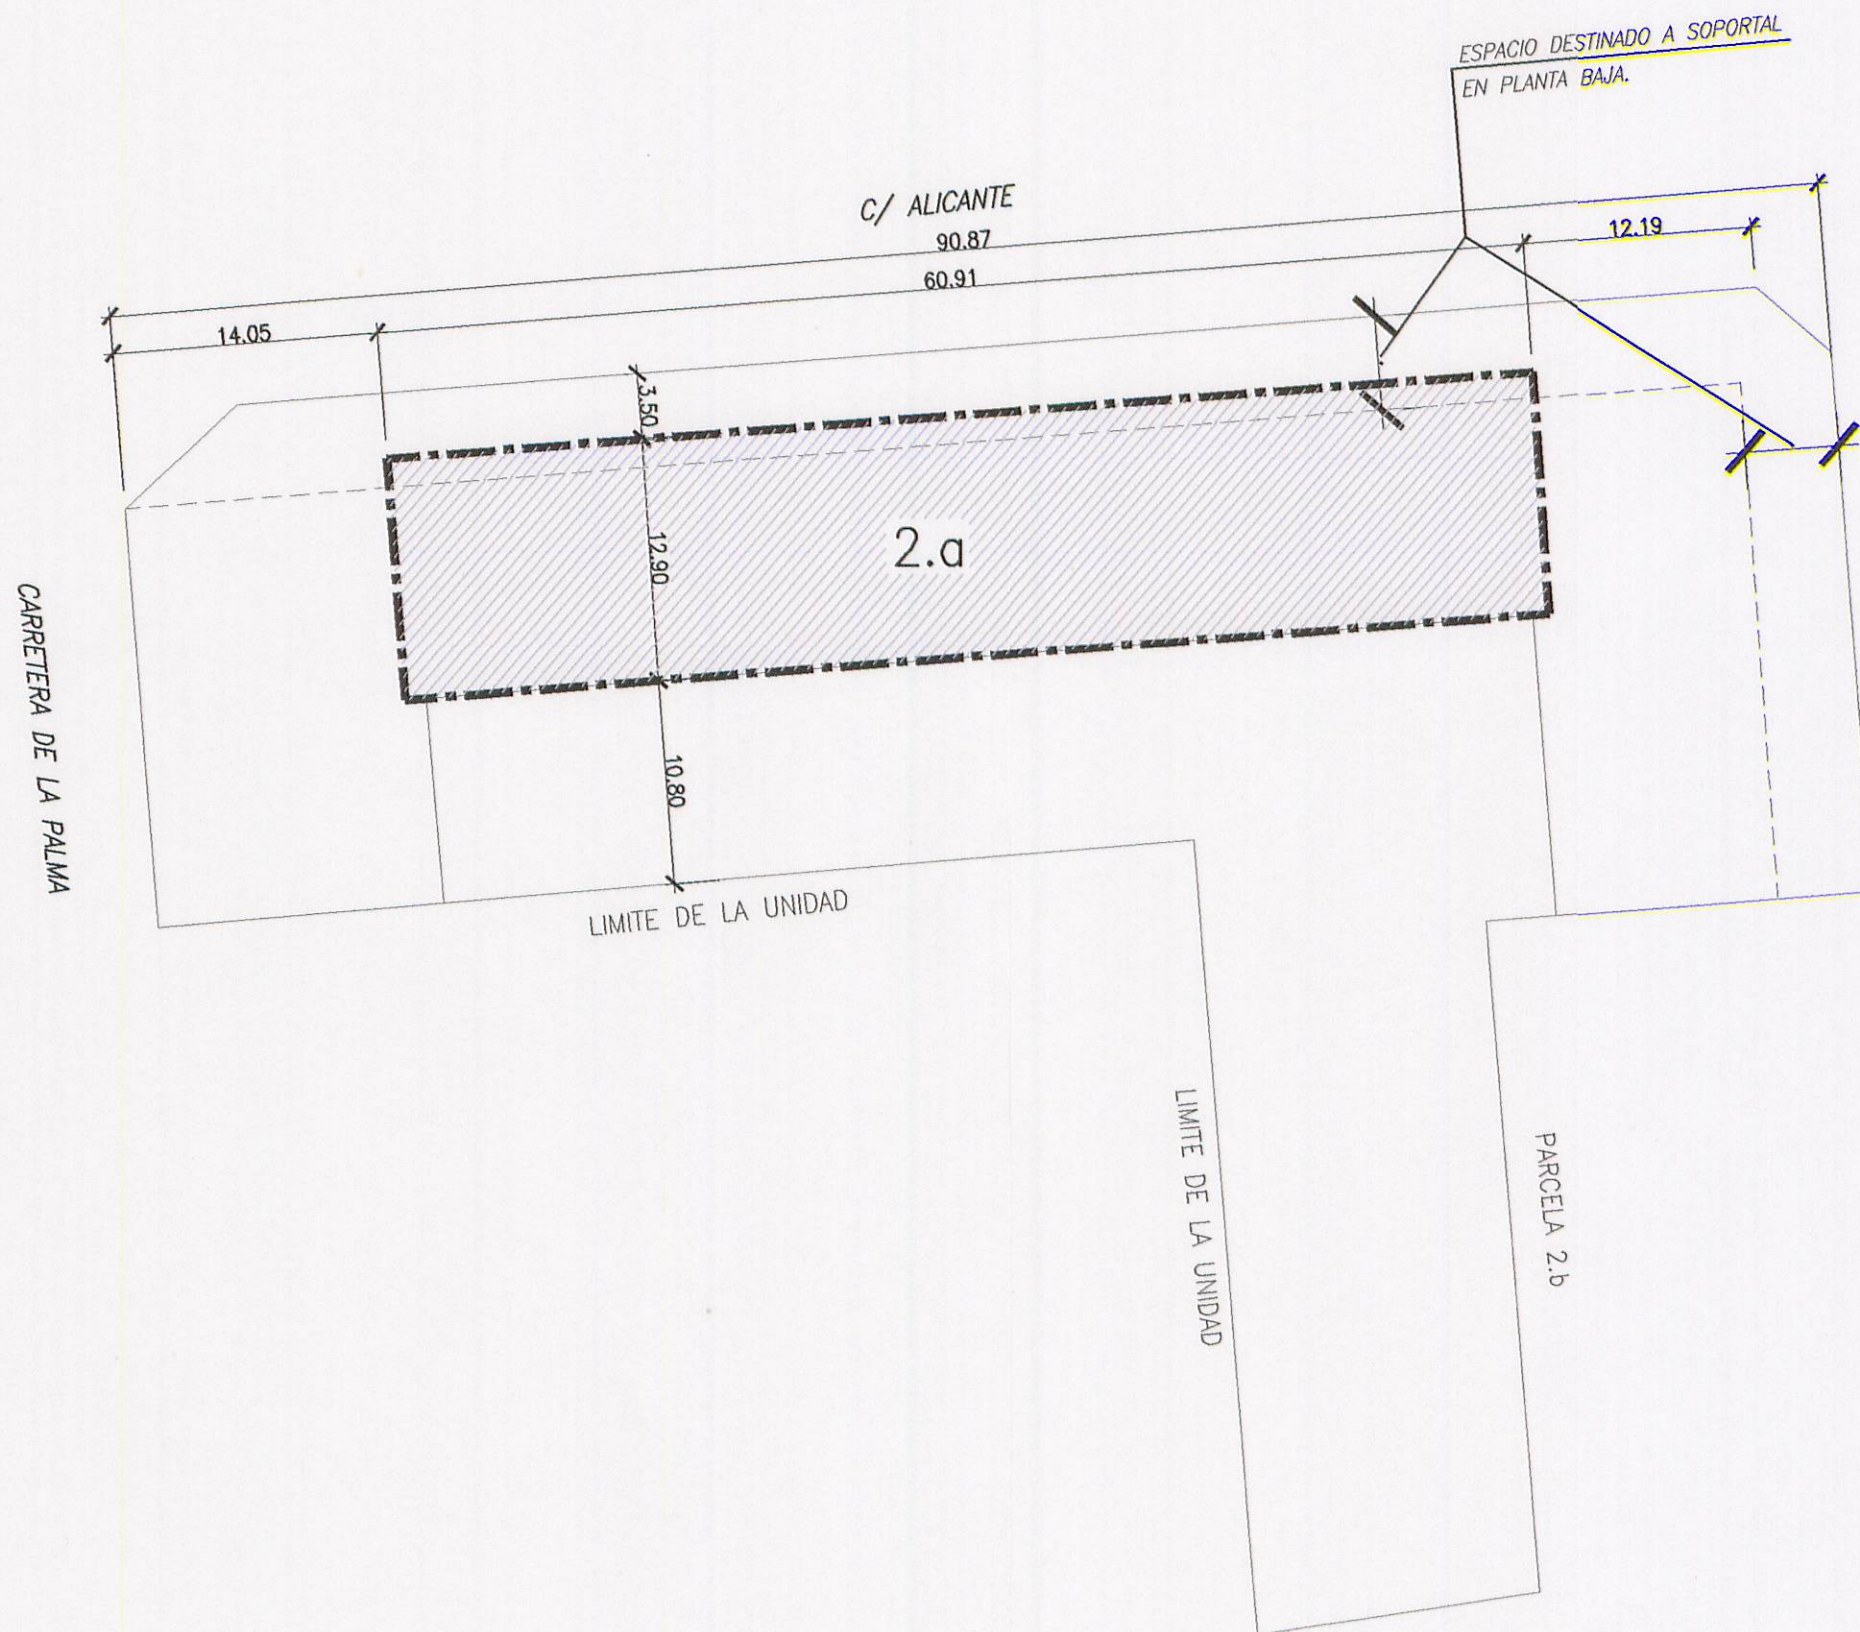 ESPACIO DESTINADO A SOPORTAL
EN PLANTA BAJA.
C/ ALICANTE
90.87
12.19
60.91
14.05
3.50
12.90
2.a
10.80
CARRETERA DE LA PALMA
LIMITE DE LA UNIDAD
LIMITE DE LA UNIDAD
PARCELA 2.b